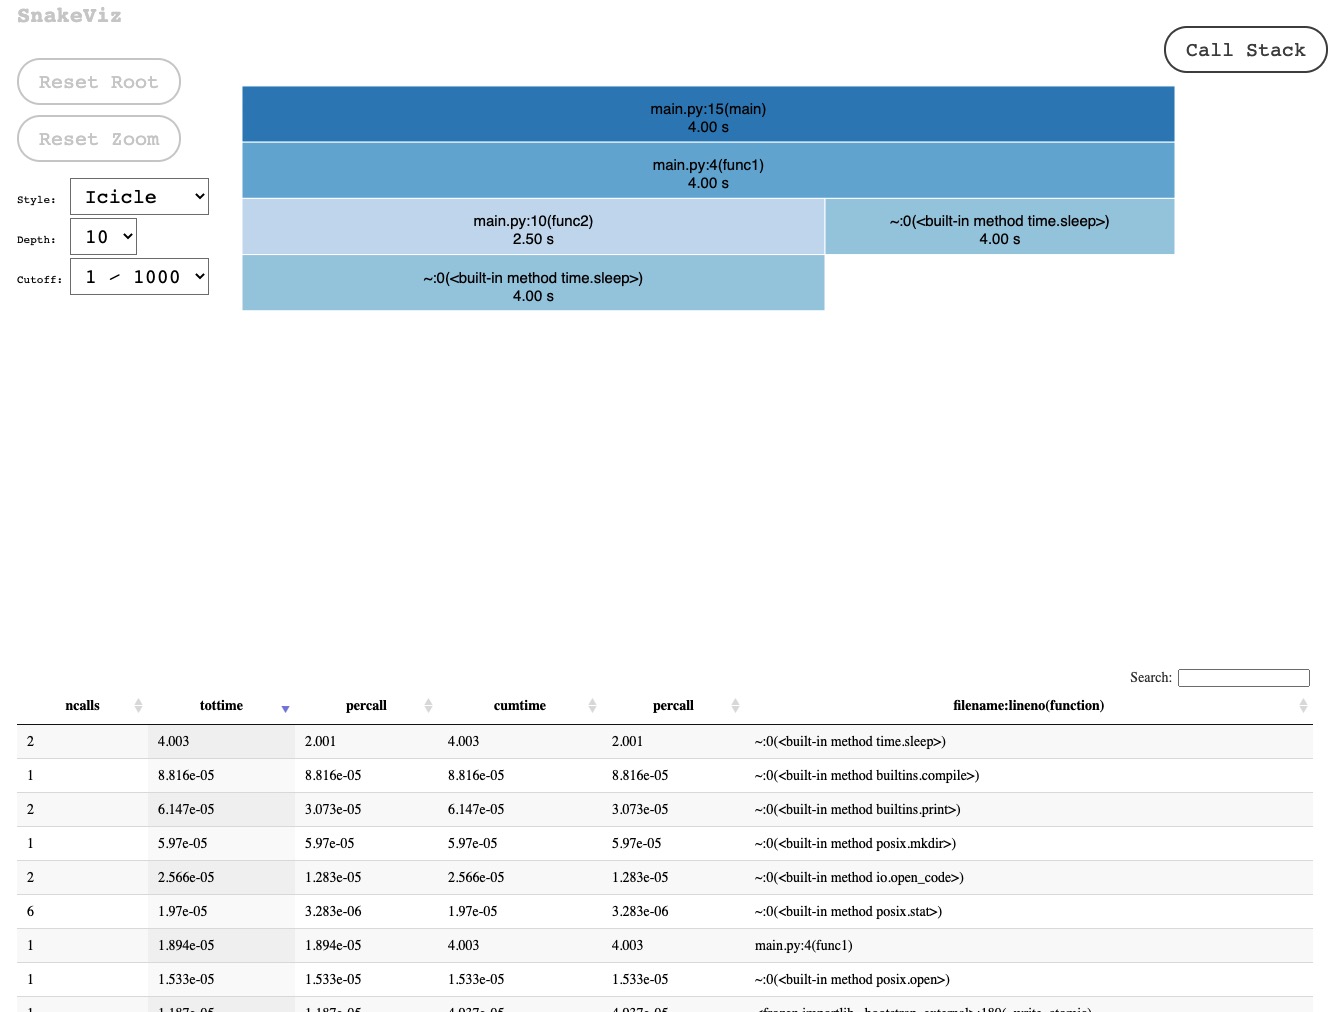 SnakeViz
Call Stack
Reset Root
Reset Zoom
Style: Icicle
Depth: 10
Cutoff: 1 / 1000
main.py:15(main)
4.00 s
main.py:4(func1)
4.00 s
main.py:10(func2)
2.50 s
~:0(<built-in method time.sleep>)
4.00 s
~:0(<built-in method time.sleep>)
4.00 s
Search:
ncalls tottime percall cumtime percall filename:lineno(function)
2 4.003 2.001 4.003 2.001 ~:0(<built-in method time.sleep>)
1 8.816e-05 8.816e-05 8.816e-05 8.816e-05 ~:0(<built-in method builtins.compile>)
2 6.147e-05 3.073e-05 6.147e-05 3.073e-05 ~:0(<built-in method builtins.print>)
1 5.97e-05 5.97e-05 5.97e-05 5.97e-05 ~:0(<built-in method posix.mkdir>)
2 2.566e-05 1.283e-05 2.566e-05 1.283e-05 ~:0(<built-in method io.open_code>)
6 1.97e-05 3.283e-06 1.97e-05 3.283e-06 ~:0(<built-in method posix.stat>)
1 1.894e-05 1.894e-05 4.003 4.003 main.py:4(func1)
1 1.533e-05 1.533e-05 1.533e-05 1.533e-05 ~:0(<built-in method posix.open>)